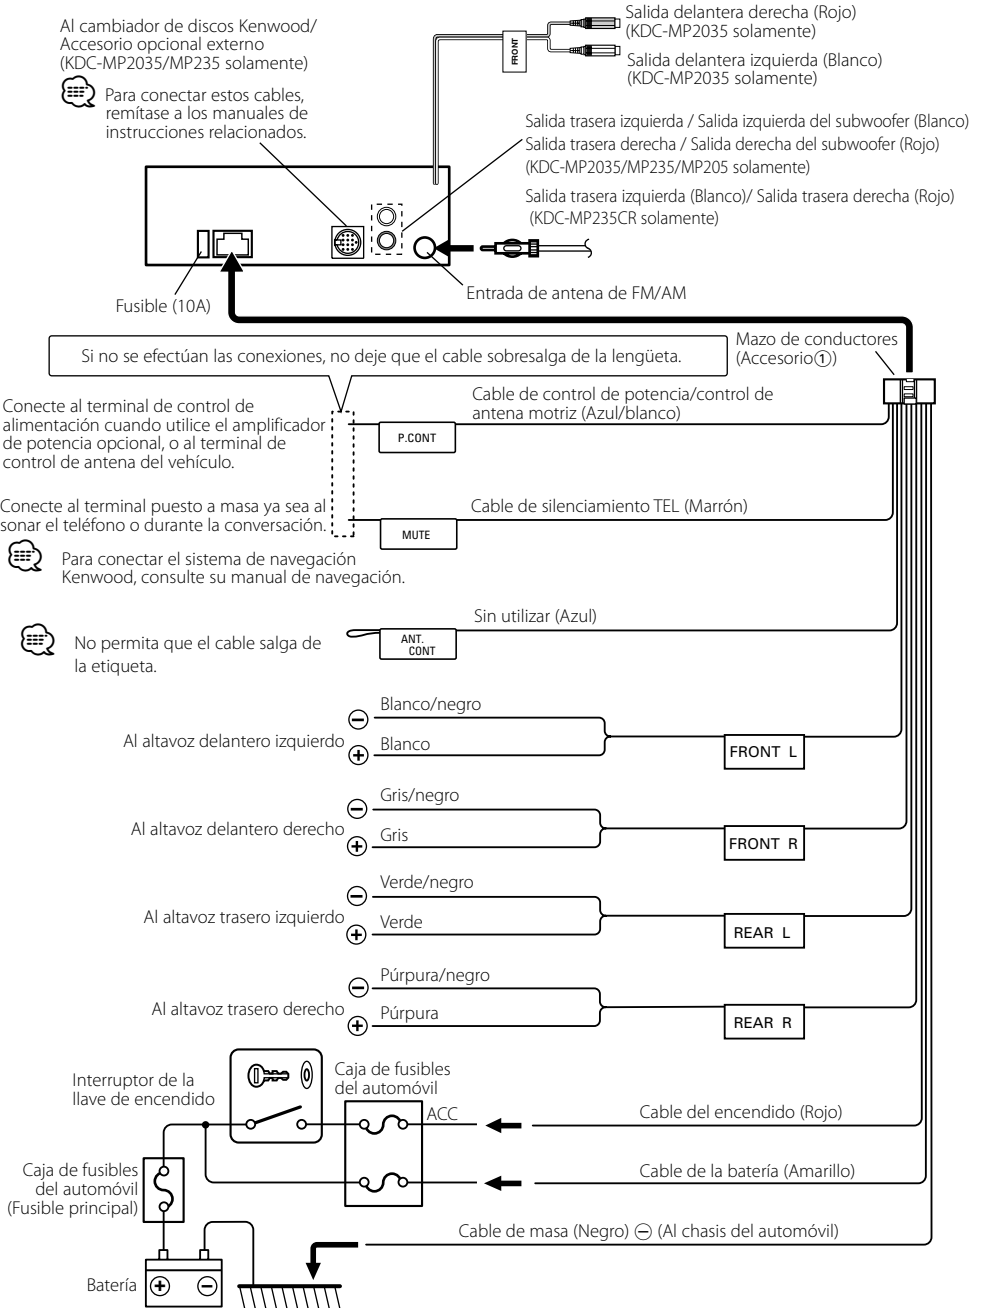 Al cambiador de discos Kenwood/
Accesorio opcional externo
(KDC-MP2035/MP235 solamente)
Para conectar estos cables,
remítase a los manuales de
instrucciones relacionados.
FRONT
Salida delantera derecha (Rojo)
(KDC-MP2035 solamente)
Salida delantera izquierda (Blanco)
(KDC-MP2035 solamente)
Salida trasera izquierda / Salida izquierda del subwoofer (Blanco)
Salida trasera derecha / Salida derecha del subwoofer (Rojo)
(KDC-MP2035/MP235/MP205 solamente)
Salida trasera izquierda (Blanco)/ Salida trasera derecha (Rojo)
(KDC-MP235CR solamente)
Fusible (10A)
Entrada de antena de FM/AM
Mazo de conductores
(Accesorio①)
Si no se efectúan las conexiones, no deje que el cable sobresalga de la lengüeta.
Conecte al terminal de control de
alimentación cuando utilice el amplificador
de potencia opcional, o al terminal de
control de antena del vehículo.
P.CONT
Cable de control de potencia/control de
antena motriz (Azul/blanco)
Conecte al terminal puesto a masa ya sea al
sonar el teléfono o durante la conversación.
MUTE
Cable de silenciamiento TEL (Marrón)
Para conectar el sistema de navegación
Kenwood, consulte su manual de navegación.
No permita que el cable salga de
la etiqueta.
ANT.
CONT
Sin utilizar (Azul)
Al altavoz delantero izquierdo
⊖ Blanco/negro
⊕ Blanco
FRONT L
Al altavoz delantero derecho
⊖ Gris/negro
⊕ Gris
FRONT R
Al altavoz trasero izquierdo
⊖ Verde/negro
⊕ Verde
REAR L
Al altavoz trasero derecho
⊖ Púrpura/negro
⊕ Púrpura
REAR R
Interruptor de la
llave de encendido
Caja de fusibles
del automóvil
ACC
Cable del encendido (Rojo)
Cable de la batería (Amarillo)
Caja de fusibles
del automóvil
(Fusible principal)
Cable de masa (Negro) ⊖ (Al chasis del automóvil)
Batería
⊕ ⊖